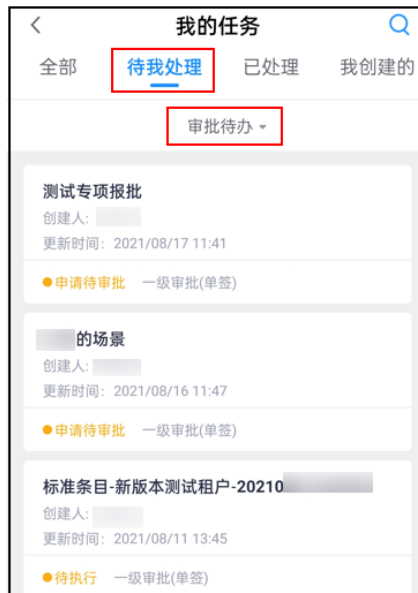 我的任务
全部 待我处理 已处理 我创建的
审批待办
测试专项报批
创建人:
更新时间: 2021/08/17 11:41
申请待审批 一级审批(单签)
的场景
创建人:
更新时间: 2021/08/16 11:47
申请待审批 一级审批(单签)
标准条目-新版本测试租户-20210
创建人:
更新时间: 2021/08/11 13:45
待执行 一级审批(单签)